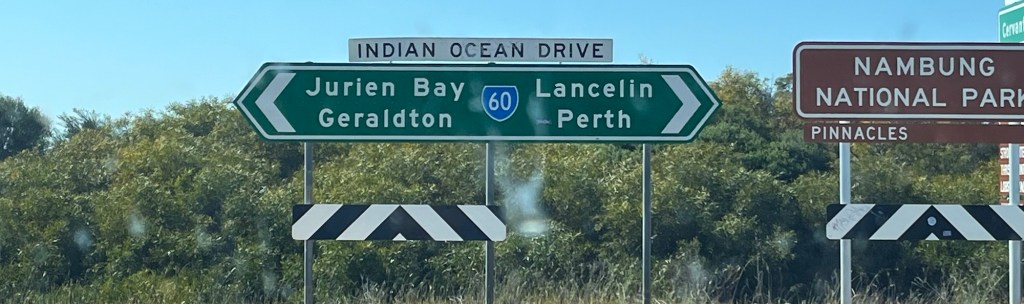 INDIAN OCEAN DRIVE
Jurien Bay
Geraldton
60
Lancelin
Perth
NAMBUNG
NATIONAL PARK
PINNACLES